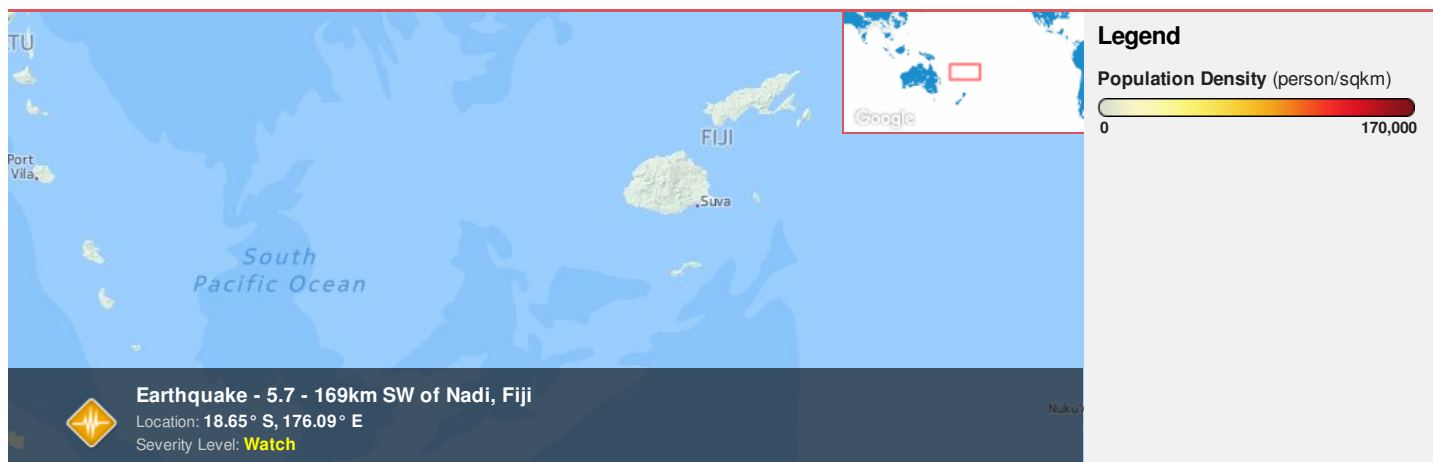 TU
Port
Vila
FIJI
Suva
South
Pacific Ocean
Google
Legend
Population Density (person/sqkm)
0 170,000
Earthquake - 5.7 - 169km SW of Nadi, Fiji
Location: 18.65° S, 176.09° E
Severity Level: Watch
Nuku'